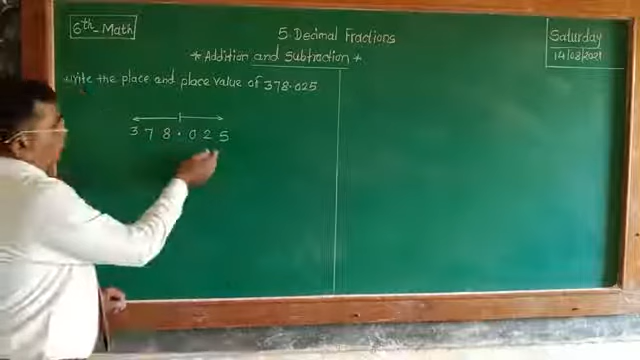 6th-Math
5. Decimal Fractions
Saturday
14/08/2021
*Addition and Subtraction*
Write the place and place value of 378.025
3 7 8 . 0 2 5